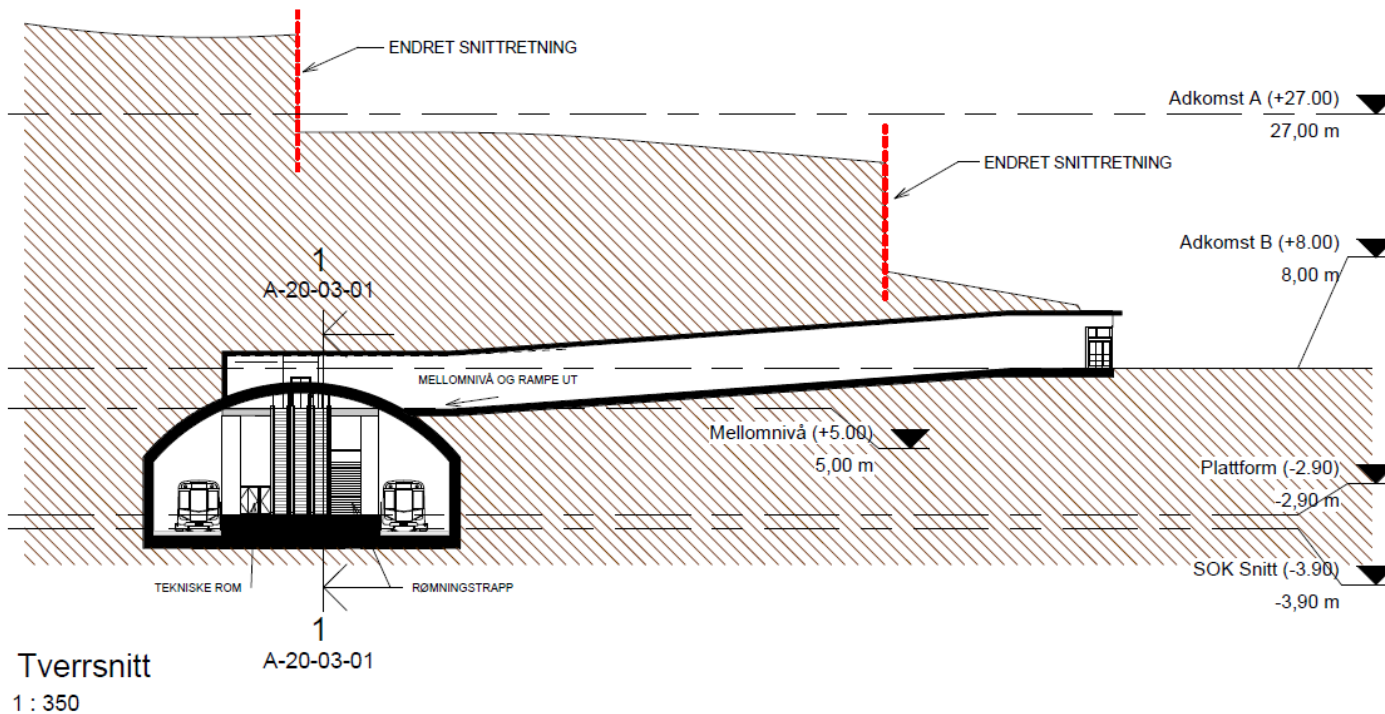 ENDRET SNITTRETNING
Adkomst A (+27.00)
27,00 m
ENDRET SNITTRETNING
Adkomst B (+8.00)
8,00 m
1
A-20-03-01
MELLOMNIVÅ OG RAMPE UT
Mellomnivå (+5.00)
5,00 m
Plattform (-2.90)
-2,90 m
SOK Snitt (-3.90)
-3,90 m
TEKNISKE ROM
RØMNINGSTRAPP
1
A-20-03-01
Tverrsnitt
1 : 350